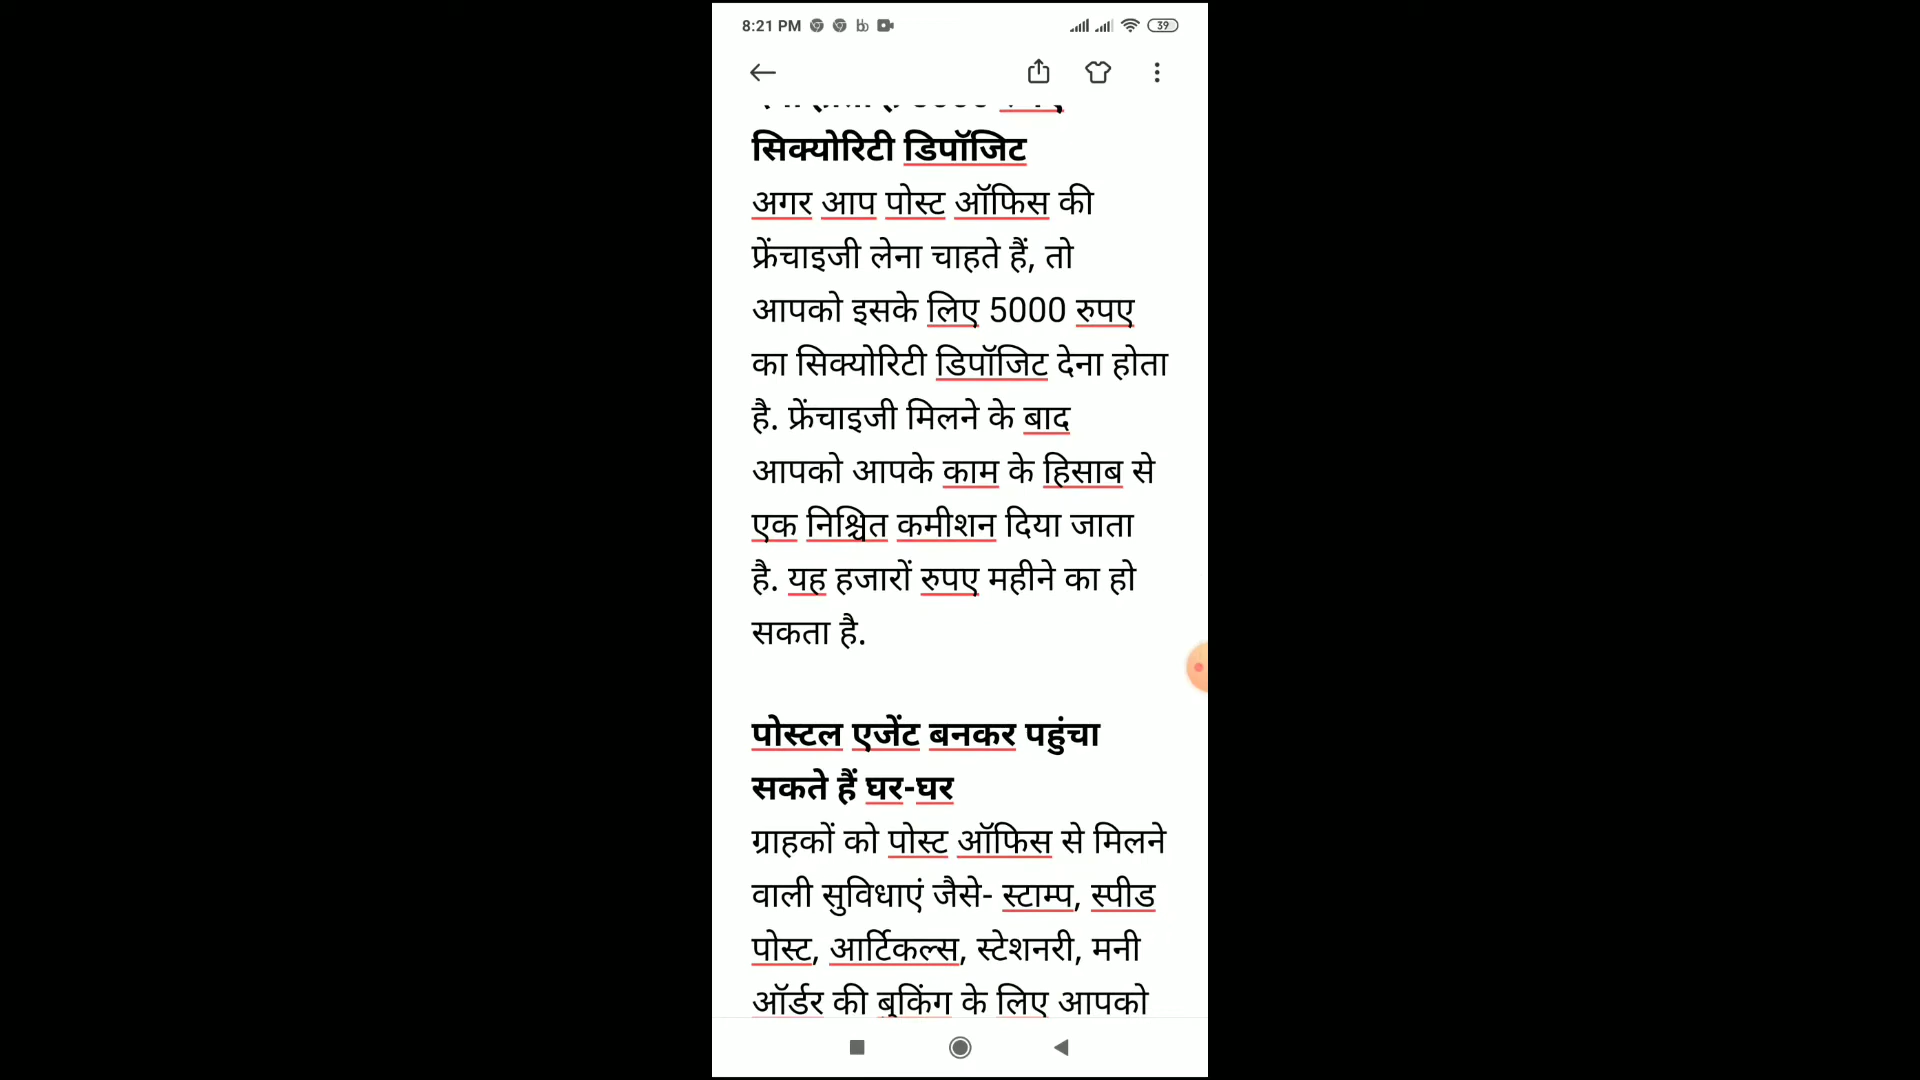 8:21 PM
39
सिक्योरिटी डिपॉजिट
अगर आप पोस्ट ऑफिस की
फ्रेंचाइजी लेना चाहते हैं, तो
आपको इसके लिए 5000 रुपए
का सिक्योरिटी डिपॉजिट देना होता
है. फ्रेंचाइजी मिलने के बाद
आपको आपके काम के हिसाब से
एक निश्चित कमीशन दिया जाता
है. यह हजारों रुपए महीने का हो
सकता है.
पोस्टल एजेंट बनकर पहुंचा
सकते हैं घर-घर
ग्राहकों को पोस्ट ऑफिस से मिलने
वाली सुविधाएं जैसे- स्टाम्प, स्पीड
पोस्ट, आर्टिकल्स, स्टेशनरी, मनी
ऑर्डर की बुकिंग के लिए आपको